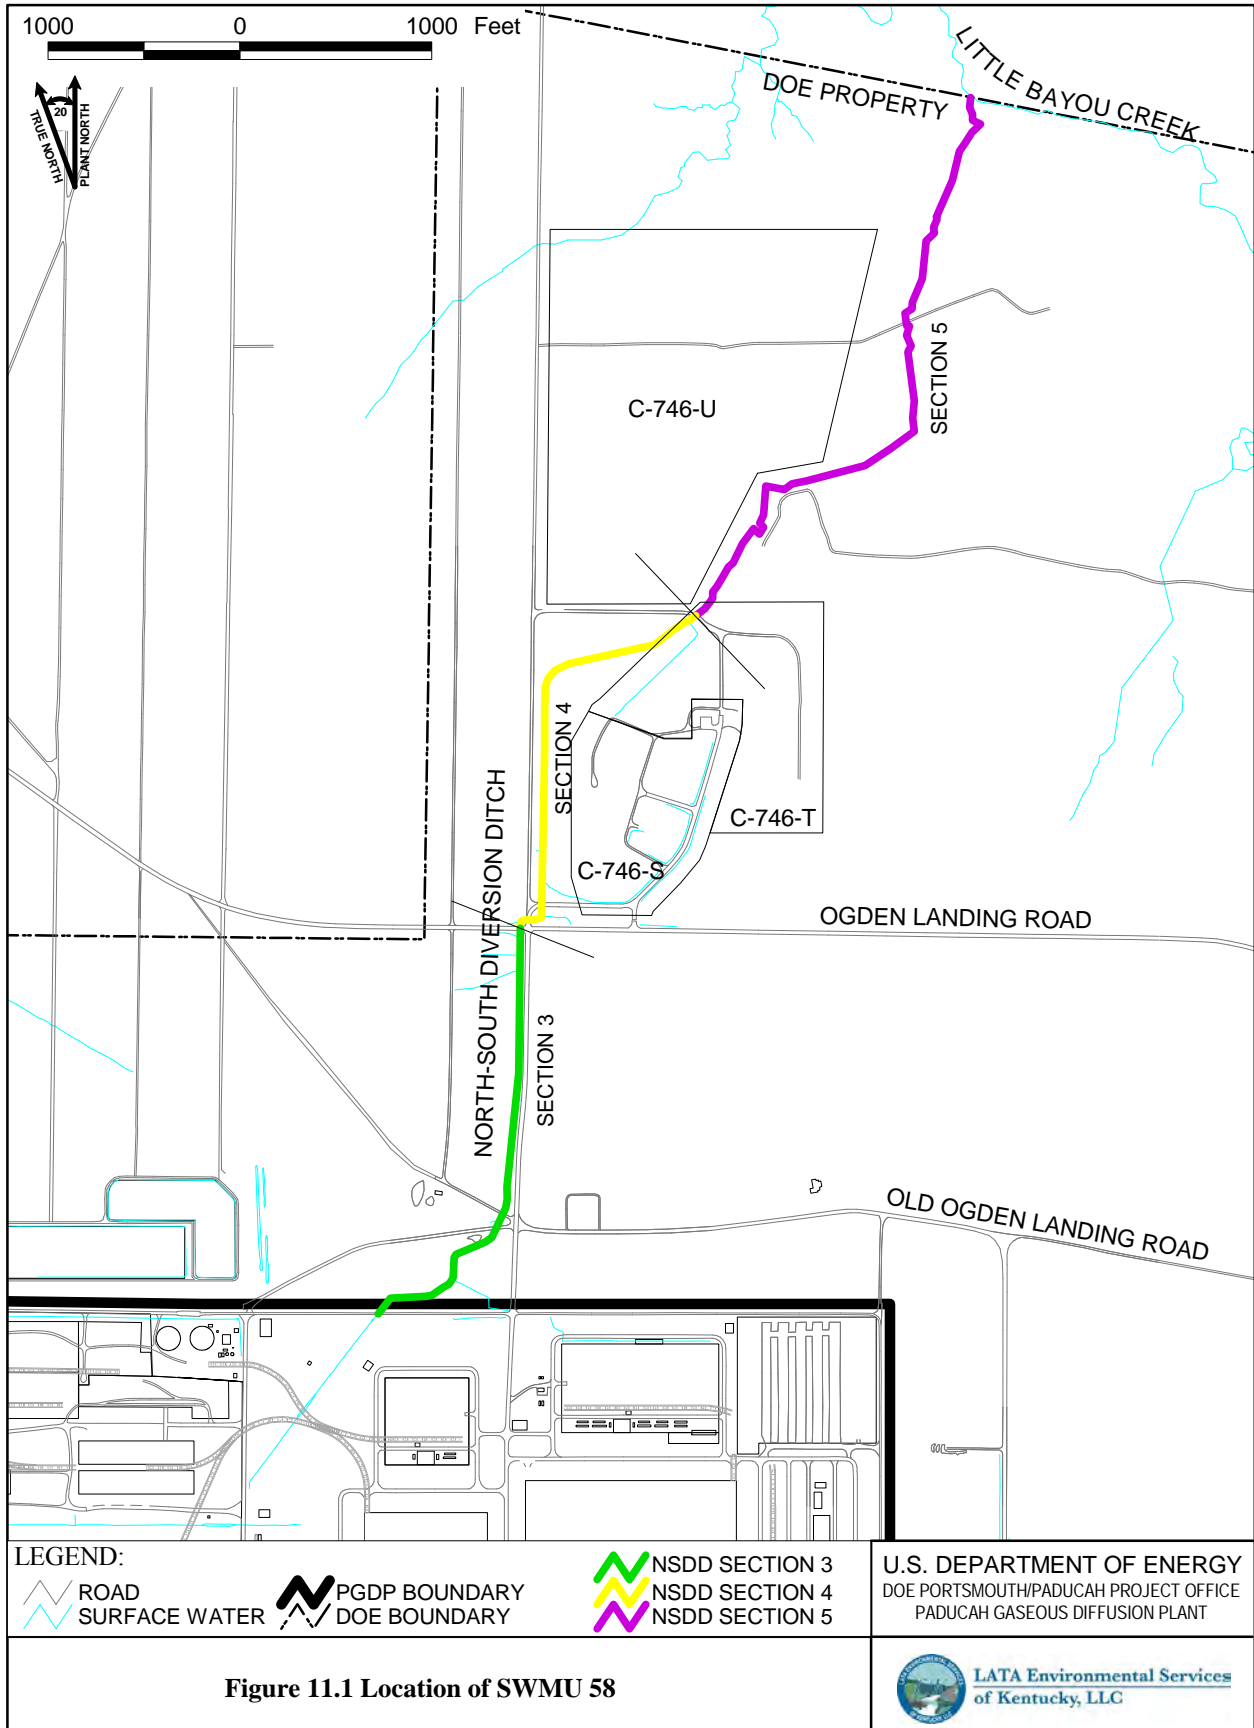 1000 0 1000 Feet
20
TRUE NORTH
PLANT NORTH
LITTLE BAYOU CREEK
DOE PROPERTY
SECTION 5
C-746-U
SECTION 4
NORTH-SOUTH DIVERSION DITCH
C-746-T
C-746-S
OGDEN LANDING ROAD
SECTION 3
OLD OGDEN LANDING ROAD
LEGEND:
ROAD
SURFACE WATER
PGDP BOUNDARY
DOE BOUNDARY
NSDD SECTION 3
NSDD SECTION 4
NSDD SECTION 5
U.S. DEPARTMENT OF ENERGY
DOE PORTSMOUTH/PADUCAH PROJECT OFFICE
PADUCAH GASEOUS DIFFUSION PLANT
Figure 11.1 Location of SWMU 58
LATA Environmental Services
of Kentucky, LLC